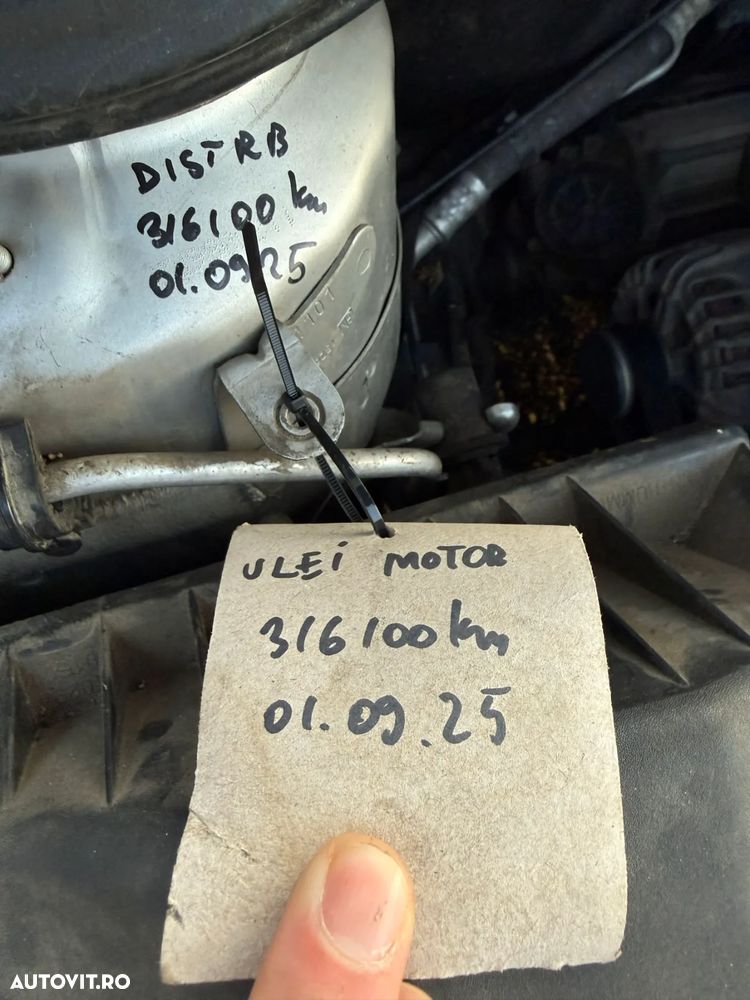 DISTRB
316100 km
01.09.25
ULEi MOTOR
316100 km
01.09.25
AUTOVIT.RO